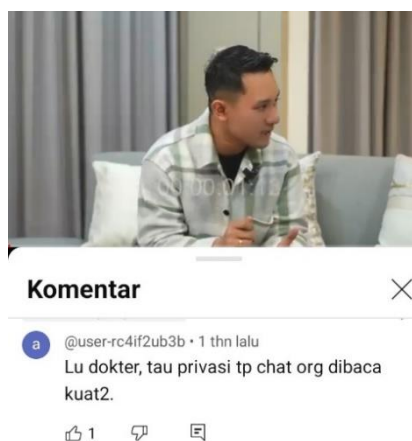 00:00:01:12
Komentar
a
@user-rc4if2ub3b • 1 thn lalu
Lu dokter, tau privasi tp chat org dibaca
kuat2.
1